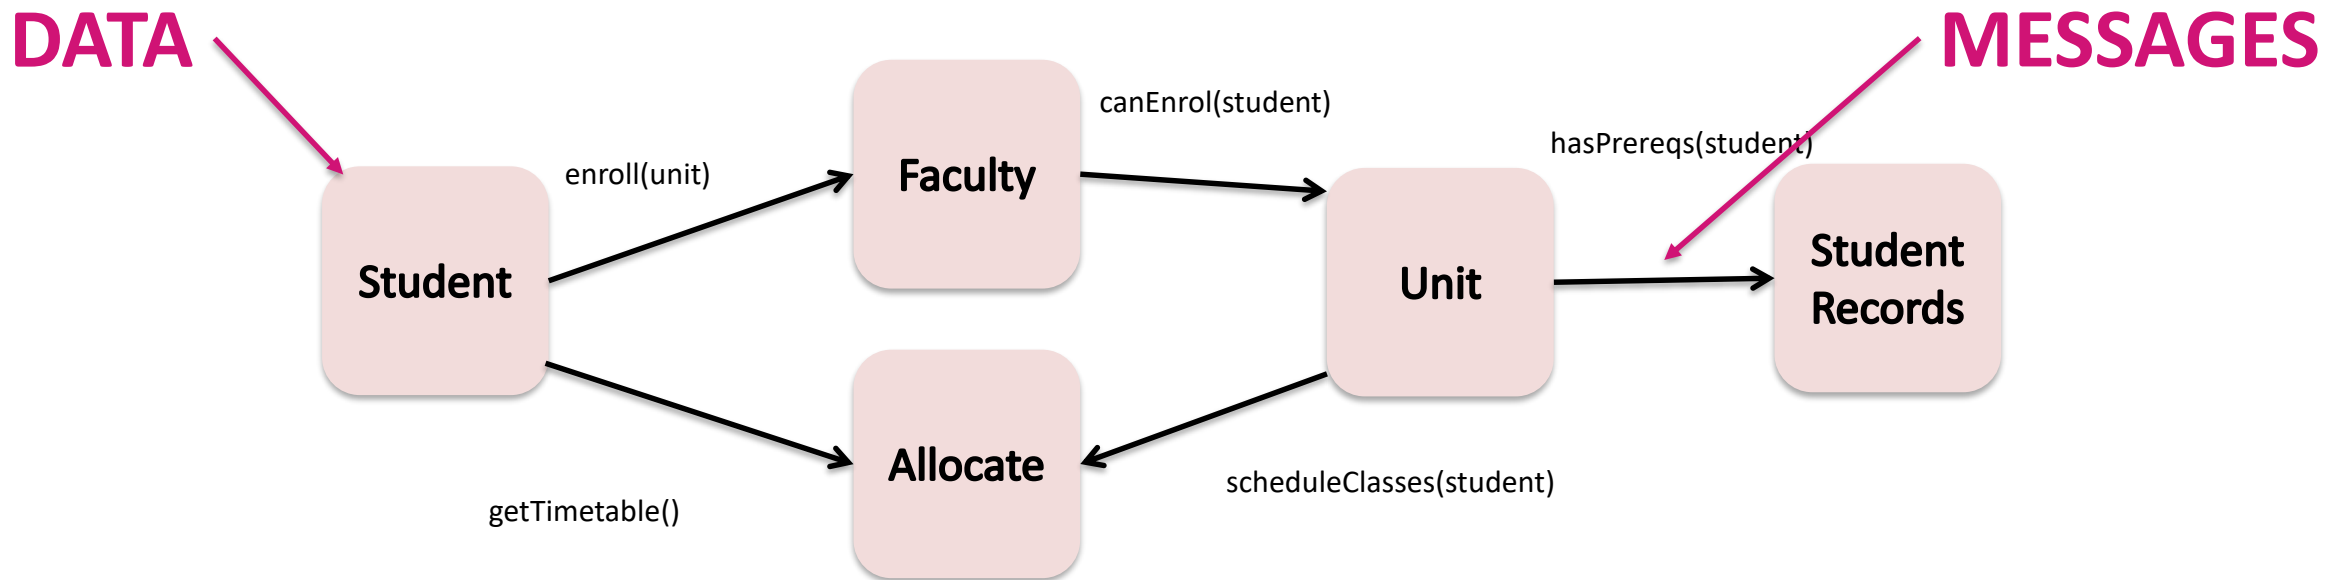 DATA
MESSAGES
canEnrol(student)
hasPrereqs(student)
enroll(unit)
Faculty
Student
Unit
Student
Records
Allocate
scheduleClasses(student)
getTimetable()